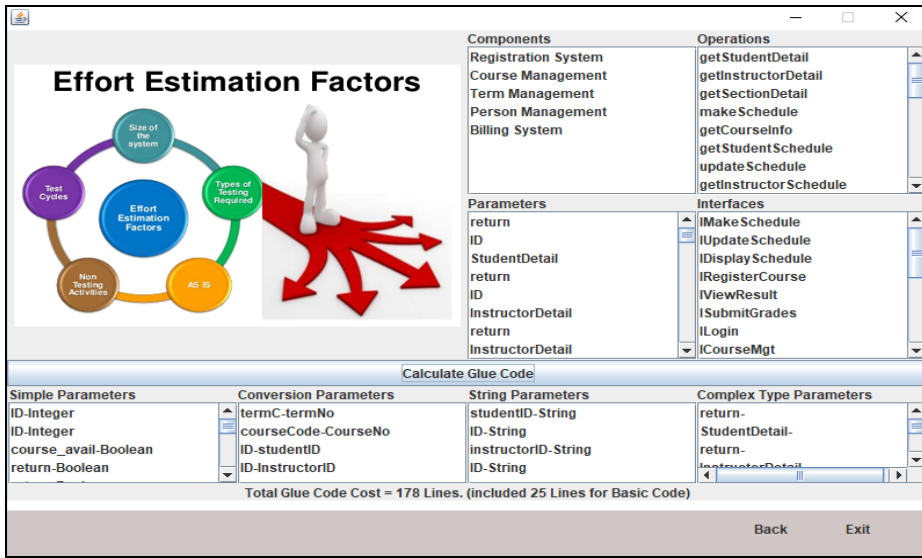 Effort Estimation Factors
Size of
the
system
Types of
Testing
Required
AS IS
Non
Testing
Activities
Test
Cycles
Effort
Estimation
Factors
Components
Registration System
Course Management
Term Management
Person Management
Billing System
Operations
getStudentDetail
getInstructorDetail
getSectionDetail
makeSchedule
getCourseInfo
getStudentSchedule
updateSchedule
getInstructorSchedule
Parameters
return
ID
StudentDetail
return
ID
InstructorDetail
return
InstructorDetail
Interfaces
IMakeSchedule
IUpdateSchedule
IDisplaySchedule
IRegisterCourse
IViewResult
ISubmitGrades
ILogin
ICourseMgt
Calculate Glue Code
Simple Parameters
ID-Integer
ID-Integer
course_avail-Boolean
return-Boolean
Conversion Parameters
termC-termNo
courseCode-CourseNo
ID-studentID
ID-InstructorID
String Parameters
studentID-String
ID-String
instructorID-String
ID-String
Complex Type Parameters
return-
StudentDetail-
return-
Total Glue Code Cost = 178 Lines. (included 25 Lines for Basic Code)
Back
Exit